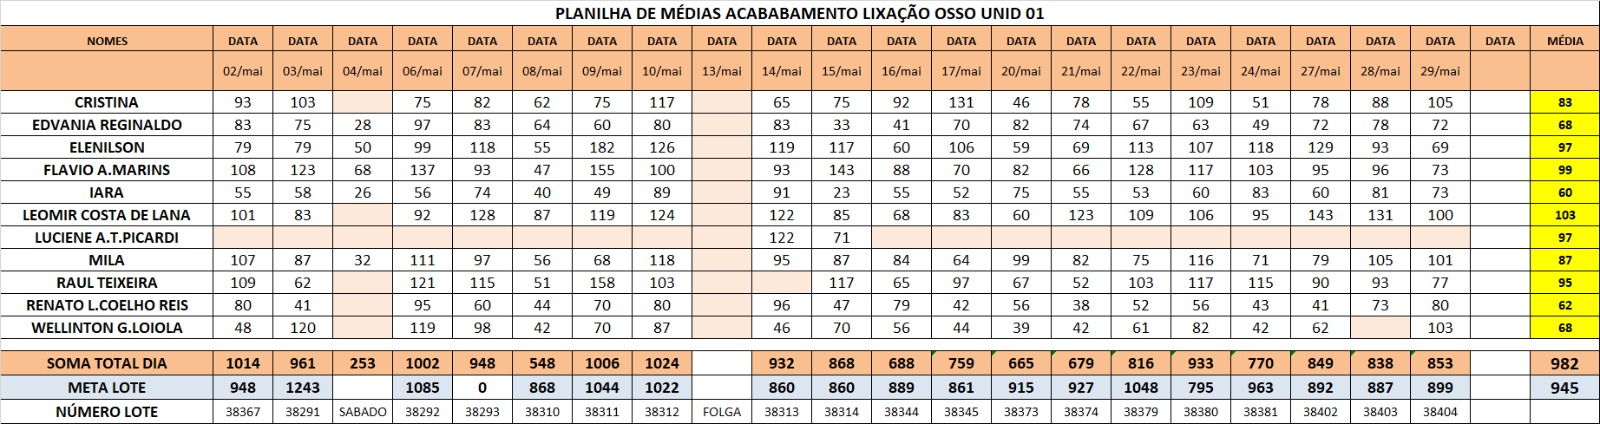 PLANILHA DE MÉDIAS ACABABAMENTO LIXAÇÃO OSSO UNID 01
NOMES DATA DATA DATA DATA DATA DATA DATA DATA DATA DATA DATA DATA DATA DATA DATA DATA DATA DATA DATA DATA DATA DATA MÉDIA
02/mai 03/mai 04/mai 06/mai 07/mai 08/mai 09/mai 10/mai 13/mai 14/mai 15/mai 16/mai 17/mai 20/mai 21/mai 22/mai 23/mai 24/mai 27/mai 28/mai 29/mai
CRISTINA 93 103 75 82 62 75 117 65 75 92 131 46 78 55 109 51 78 88 105 83
EDVANIA REGINALDO 83 75 28 97 83 64 60 80 83 33 41 70 82 74 67 63 49 72 78 72 68
ELENILSON 79 79 50 99 118 55 182 126 119 117 60 106 59 69 113 107 118 129 93 69 97
FLAVIO A.MARINS 108 123 68 137 93 47 155 100 93 143 88 70 82 66 128 117 103 95 96 73 99
IARA 55 58 26 56 74 40 49 89 91 23 55 52 75 55 53 60 83 60 81 73 60
LEOMIR COSTA DE LANA 101 83 92 128 87 119 124 122 85 68 83 60 123 109 106 95 143 131 100 103
LUCIENE A.T.PICARDI 122 71 97
MILA 107 87 32 111 97 56 68 118 95 87 84 64 99 82 75 116 71 79 105 101 87
RAUL TEIXEIRA 109 62 121 115 51 158 103 117 65 97 67 52 103 117 115 90 93 77 95
RENATO L.COELHO REIS 80 41 95 60 44 70 80 96 47 79 42 56 38 52 56 43 41 73 80 62
WELLINTON G.LOIOLA 48 120 119 98 42 70 87 46 70 56 44 39 42 61 82 42 62 103 68
SOMA TOTAL DIA 1014 961 253 1002 948 548 1006 1024 932 868 688 759 665 679 816 933 770 849 838 853 982
META LOTE 948 1243 1085 0 868 1044 1022 860 860 889 861 915 927 1048 795 963 892 887 899 945
NÚMERO LOTE 38367 38291 SABADO 38292 38293 38310 38311 38312 FOLGA 38313 38314 38344 38345 38373 38374 38379 38380 38381 38402 38403 38404